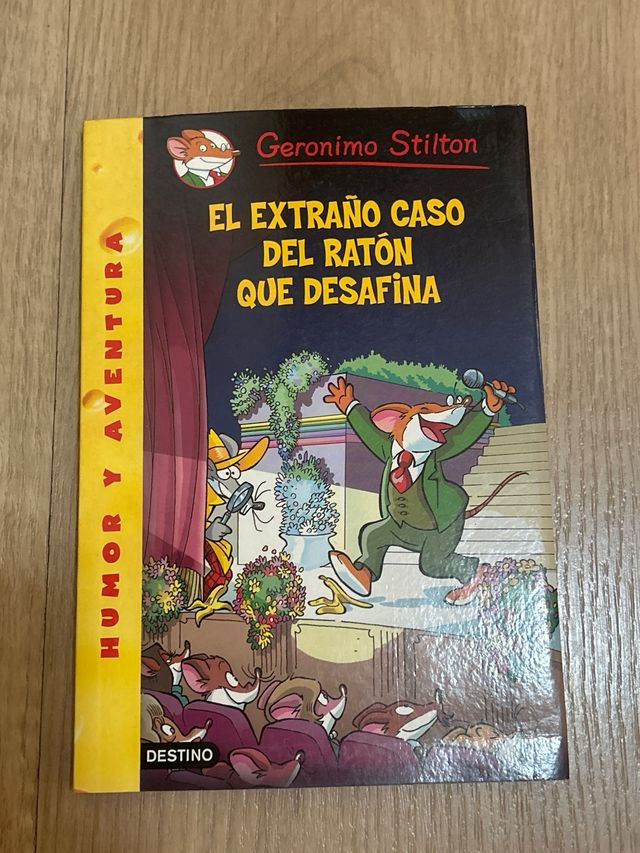 Geronimo Stilton
EL EXTRAÑO CASO
DEL RATÓN
QUE DESAFINA
HUMOR Y AVENTURA
DESTINO